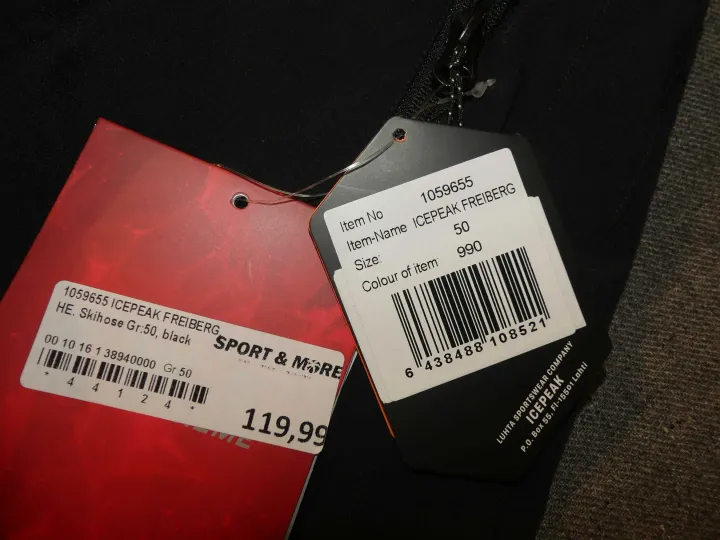 1059655 ICEPEAK FREIBERG
HE. Skihose Gr:50, black
SPORT & MORE
00 10 16 1 38940000 Gr 50
* 4 4 1 2 4 *
119,99
Item No 1059655
Item-Name ICEPEAK FREIBERG
Size: 50
Colour of item 990
6 438488 108521
LUHTA SPORTSWEAR COMPANY
ICEPEAK
P.O. Box 55, FI-15501 Lahti